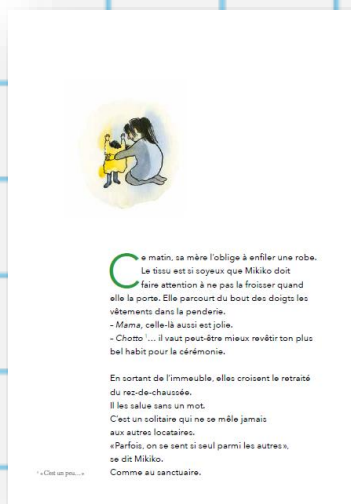 Ce matin, sa mère l'oblige à enfiler une robe.
Le tissu est si soyeux que Mikiko doit
faire attention à ne pas la froisser quand
elle la porte. Elle parcourt du bout des doigts les
vêtements dans la penderie.
– Mama, celle-là aussi est jolie.
– Chotto ¹… il vaut peut-être mieux revêtir ton plus
bel habit pour la cérémonie.
En sortant de l'immeuble, elles croisent le retraité
du rez-de-chaussée.
Il les salue sans un mot.
C'est un solitaire qui ne se mêle jamais
aux autres locataires.
«Parfois, on se sent si seul parmi les autres»,
se dit Mikiko.
Comme au sanctuaire.
¹ « C'est un peu… »